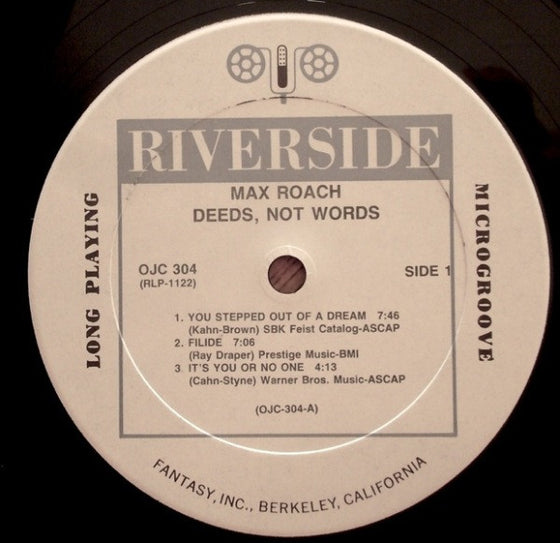 RIVERSIDE
MAX ROACH
DEEDS, NOT WORDS
LONG PLAYING
MICROGROOVE
OJC 304
(RLP-1122)
SIDE 1
1. YOU STEPPED OUT OF A DREAM 7:46
(Kahn-Brown) SBK Feist Catalog-ASCAP
2. FILIDE 7:06
(Ray Draper) Prestige Music-BMI
3 IT'S YOU OR NO ONE 4:13
(Cahn-Styne) Warner Bros. Music-ASCAP
(OJC-304-A)
FANTASY, INC., BERKELEY, CALIFORNIA